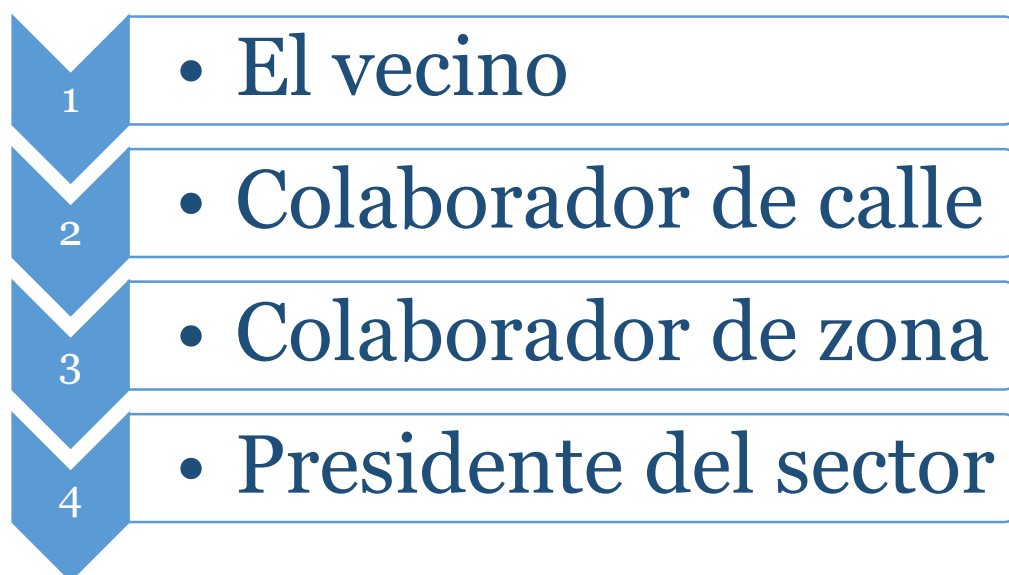 1
• El vecino
2
• Colaborador de calle
3
• Colaborador de zona
4
• Presidente del sector